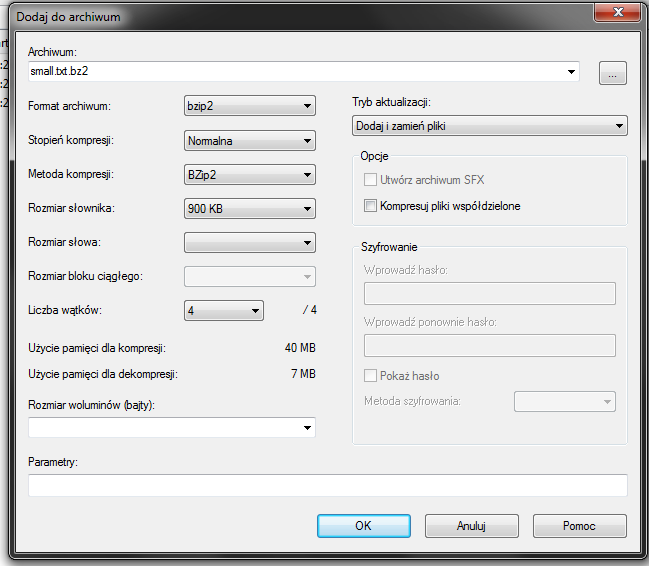 Dodaj do archiwum
Archiwum:
small.txt.bz2
...
Format archiwum:
bzip2
Stopień kompresji:
Normalna
Metoda kompresji:
BZip2
Rozmiar słownika:
900 KB
Rozmiar słowa:
Rozmiar bloku ciągłego:
Liczba wątków:
4
/ 4
Użycie pamięci dla kompresji:
40 MB
Użycie pamięci dla dekompresji:
7 MB
Rozmiar woluminów (bajty):
Tryb aktualizacji:
Dodaj i zamień pliki
Opcje
Utwórz archiwum SFX
Kompresuj pliki współdzielone
Szyfrowanie
Wprowadź hasło:
Wprowadź ponownie hasło:
Pokaż hasło
Metoda szyfrowania:
Parametry:
OK
Anuluj
Pomoc